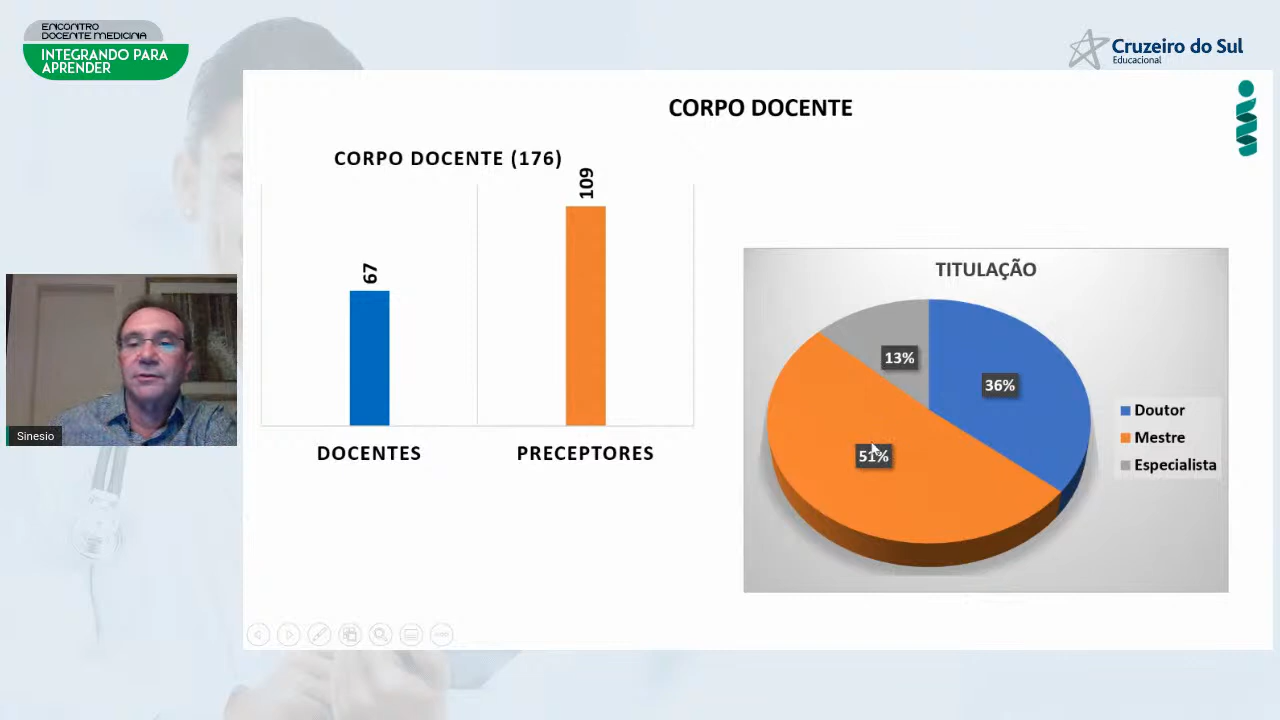 ENCONTRO
DOCENTE MEDICINA
INTEGRANDO PARA
APRENDER
Cruzeiro do Sul
Educacional
CORPO DOCENTE
CORPO DOCENTE (176)
67
109
DOCENTES
PRECEPTORES
TITULAÇÃO
13%
36%
51%
Doutor
Mestre
Especialista
Sinesio